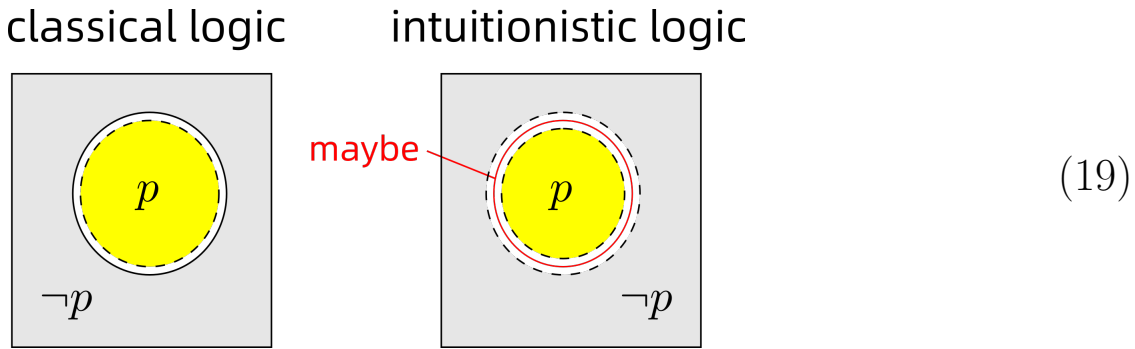 classical logic
intuitionistic logic
maybe
p
p
(19)
¬p
¬p